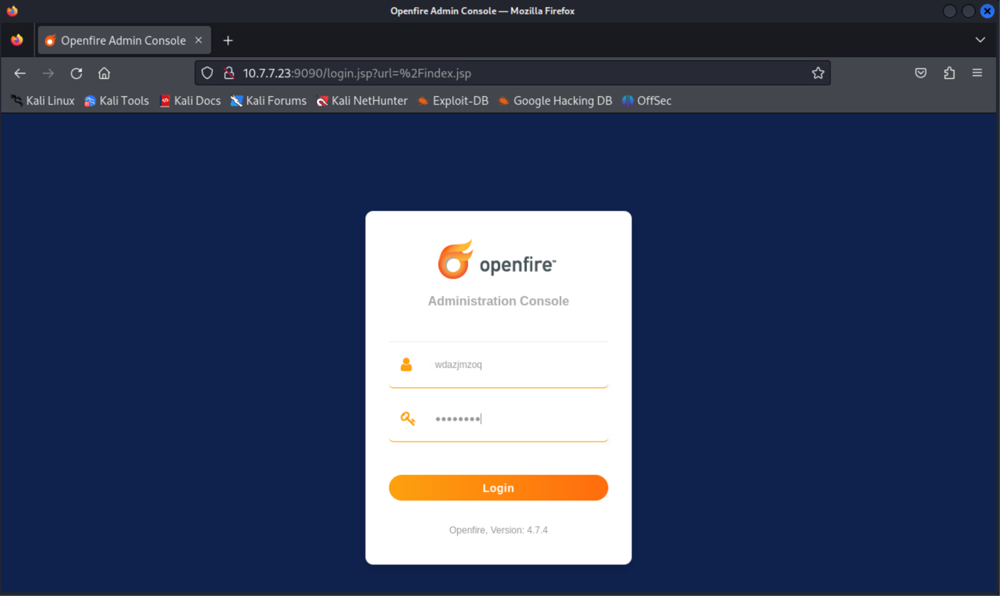 Openfire Admin Console — Mozilla Firefox
Openfire Admin Console
10.7.7.23:9090/login.jsp?url=%2Findex.jsp
Kali Linux Kali Tools Kali Docs Kali Forums Kali NetHunter Exploit-DB Google Hacking DB OffSec
openfire™
Administration Console
wdazjmzoq
••••••••
Login
Openfire, Version: 4.7.4